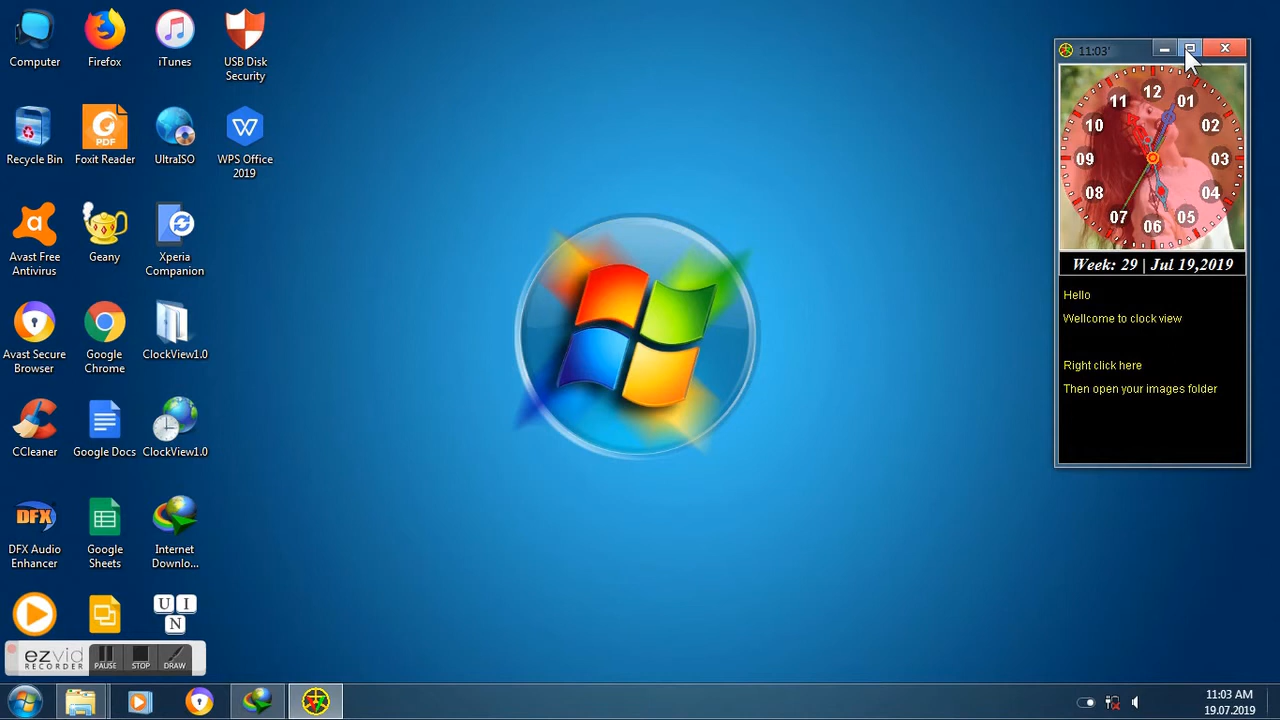 Computer
Firefox
iTunes
USB Disk
Security
Recycle Bin
PDF
Foxit Reader
UltraISO
W
WPS Office
2019
a
Avast Free
Antivirus
Geany
Xperia
Companion
Avast Secure
Browser
Google
Chrome
ClockView1.0
CCleaner
Google Docs
ClockView1.0
DFX
DFX Audio
Enhancer
Google
Sheets
Internet
Downlo...
U I
N
ezvid
RECORDER
PAUSE
STOP
DRAW
11:03'
12
01
02
03
04
05
06
07
08
09
10
11
Week: 29 | Jul 19,2019
Hello
Wellcome to clock view
Right click here
Then open your images folder
11:03 AM
19.07.2019